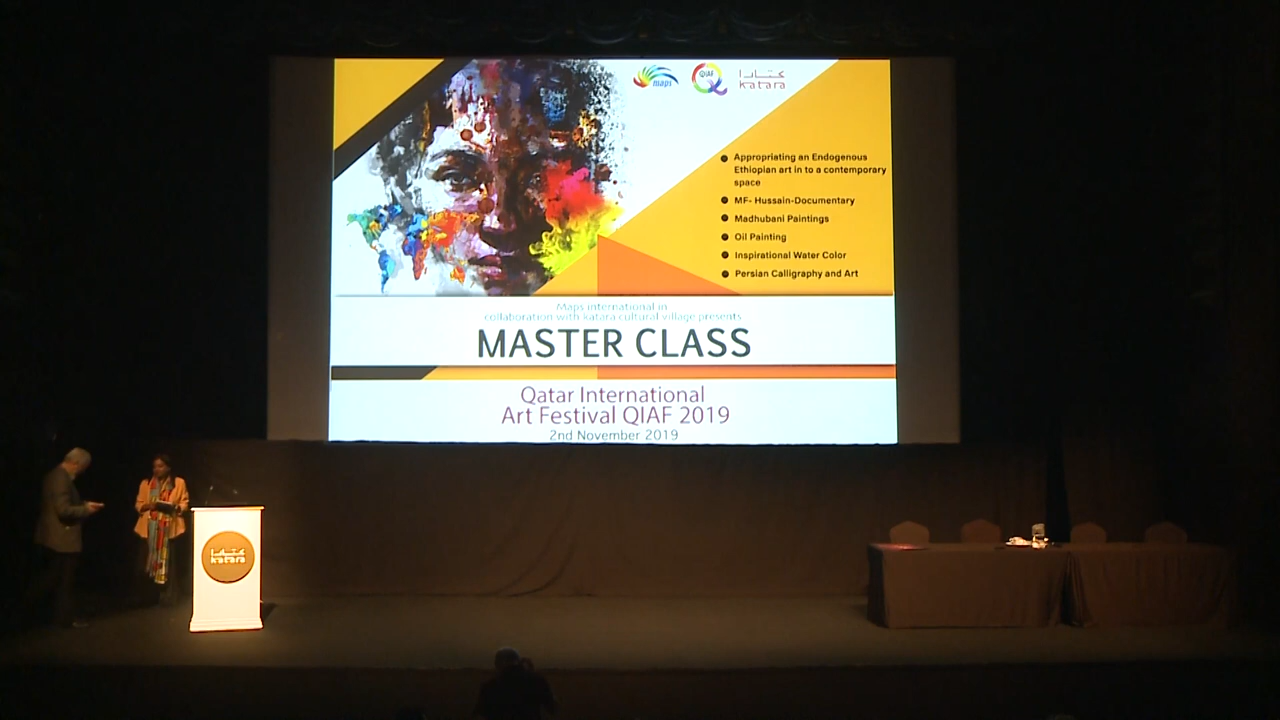 maps
QIAF
كتارا
katara
Appropriating an Endogenous
Ethiopian art in to a contemporary
space
MF- Hussain-Documentary
Madhubani Paintings
Oil Painting
Inspirational Water Color
Persian Calligraphy and Art
Maps international in
collaboration with katara cultural village presents
MASTER CLASS
Qatar International
Art Festival QIAF 2019
2nd November 2019
كتارا
katara